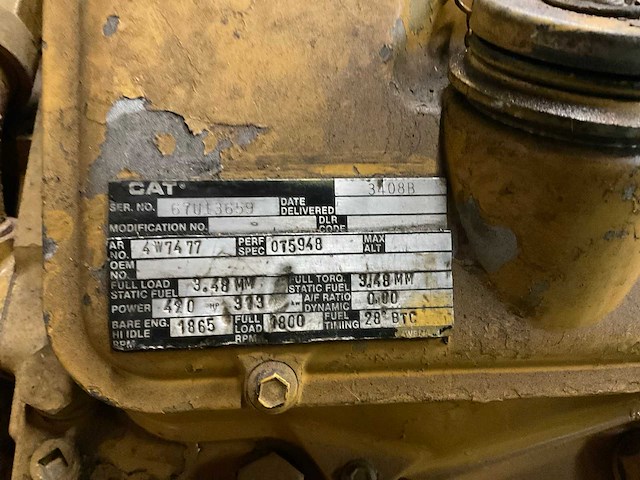 CAT® 3408B
SER. NO. 67U13659 DATE DELIVERED
MODIFICATION NO. DLR CODE
AR NO. 4W7477 PERF SPEC 0T5948 MAX ALT
OEM NO.
FULL LOAD STATIC FUEL 3.48 MM FULL TORQ. STATIC FUEL 3.48 MM
POWER 420 HP 313 kW A/F RATIO DYNAMIC 0.00
BARE ENG. HI IDLE RPM 1865 FULL LOAD RPM 1800 FUEL TIMING 28° BTC